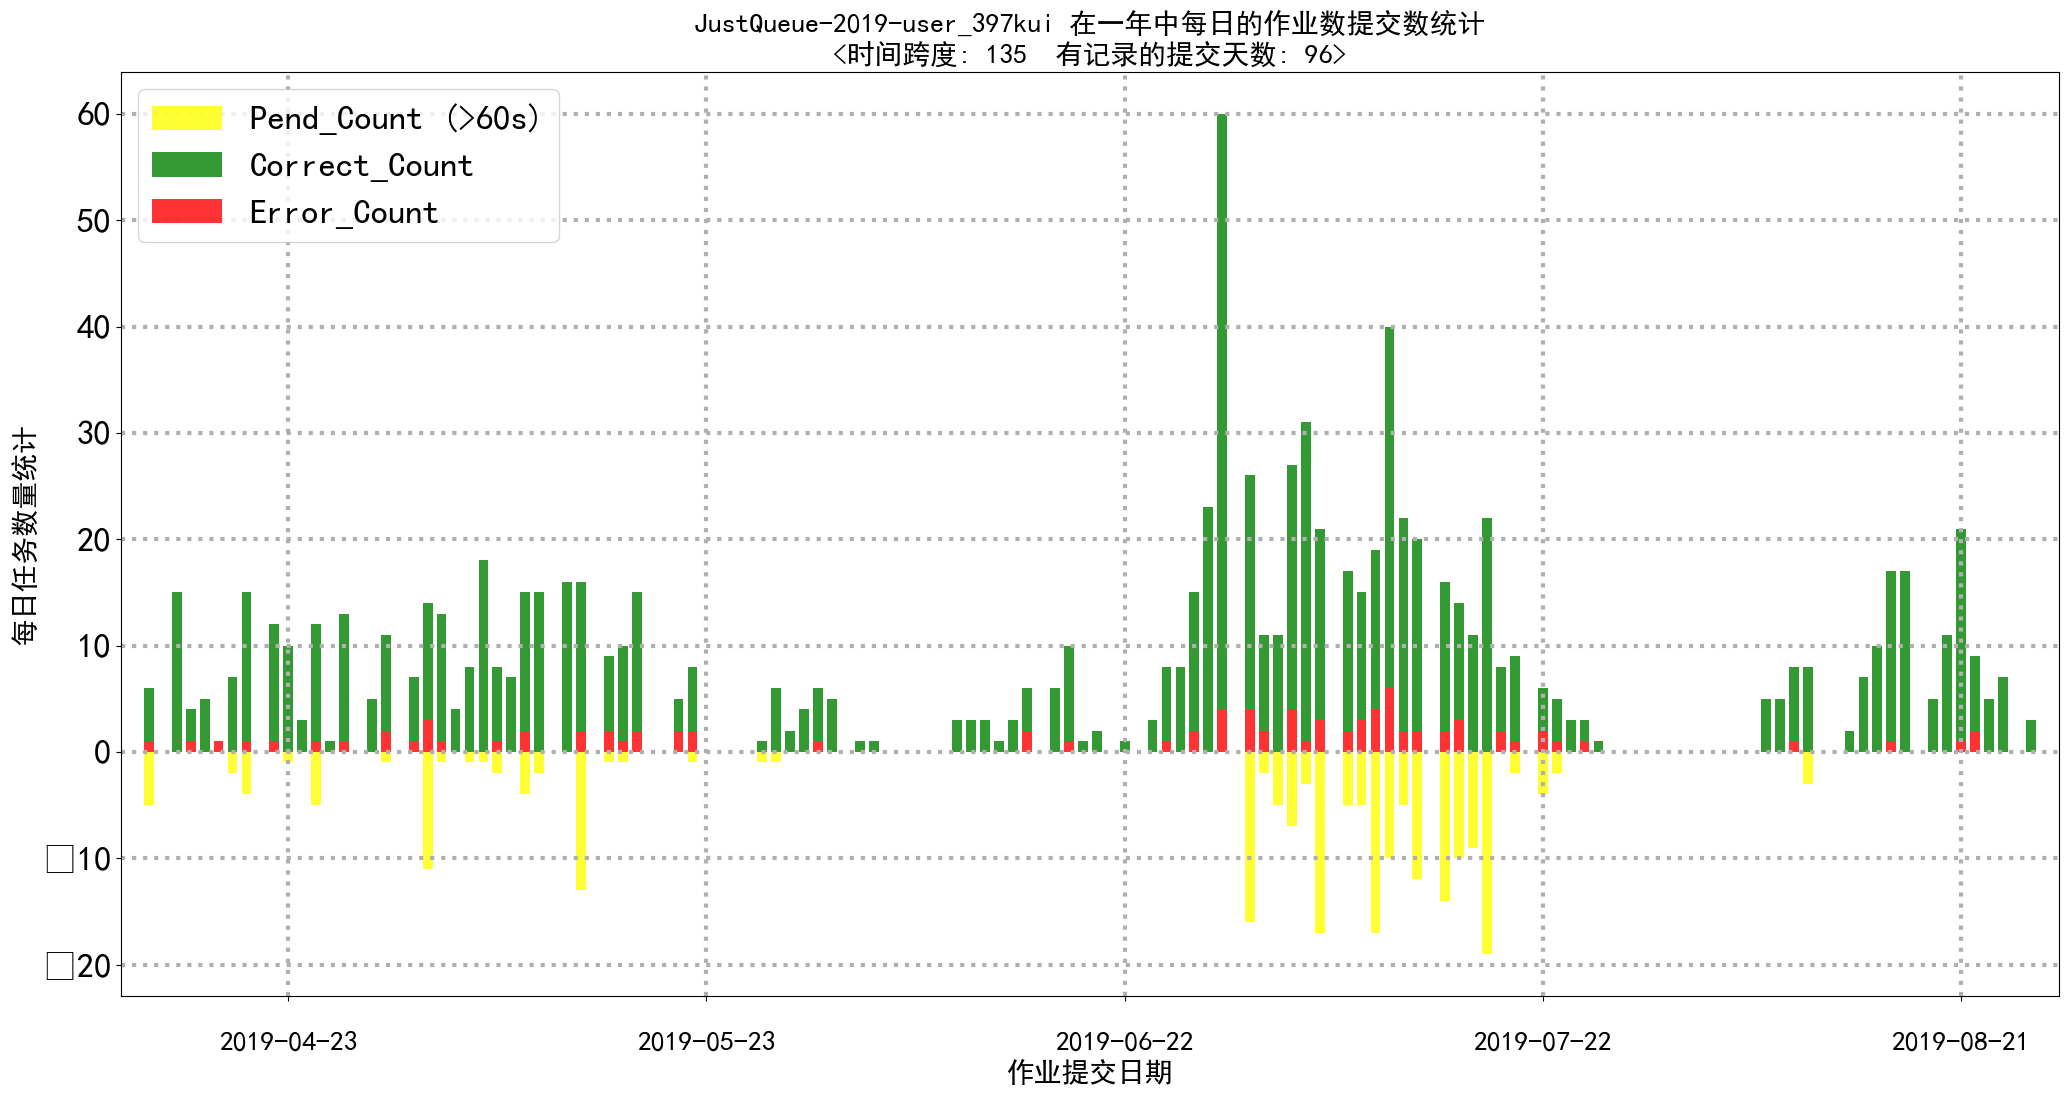 JustQueue-2019-user_397kui 在一年中每日的作业数提交数统计
<时间跨度: 135  有记录的提交天数: 96>
Pend_Count (>60s)
Correct_Count
Error_Count
每日任务数量统计
60
50
40
30
20
10
0
□10
□20
2019-04-23
2019-05-23
2019-06-22
2019-07-22
2019-08-21
作业提交日期